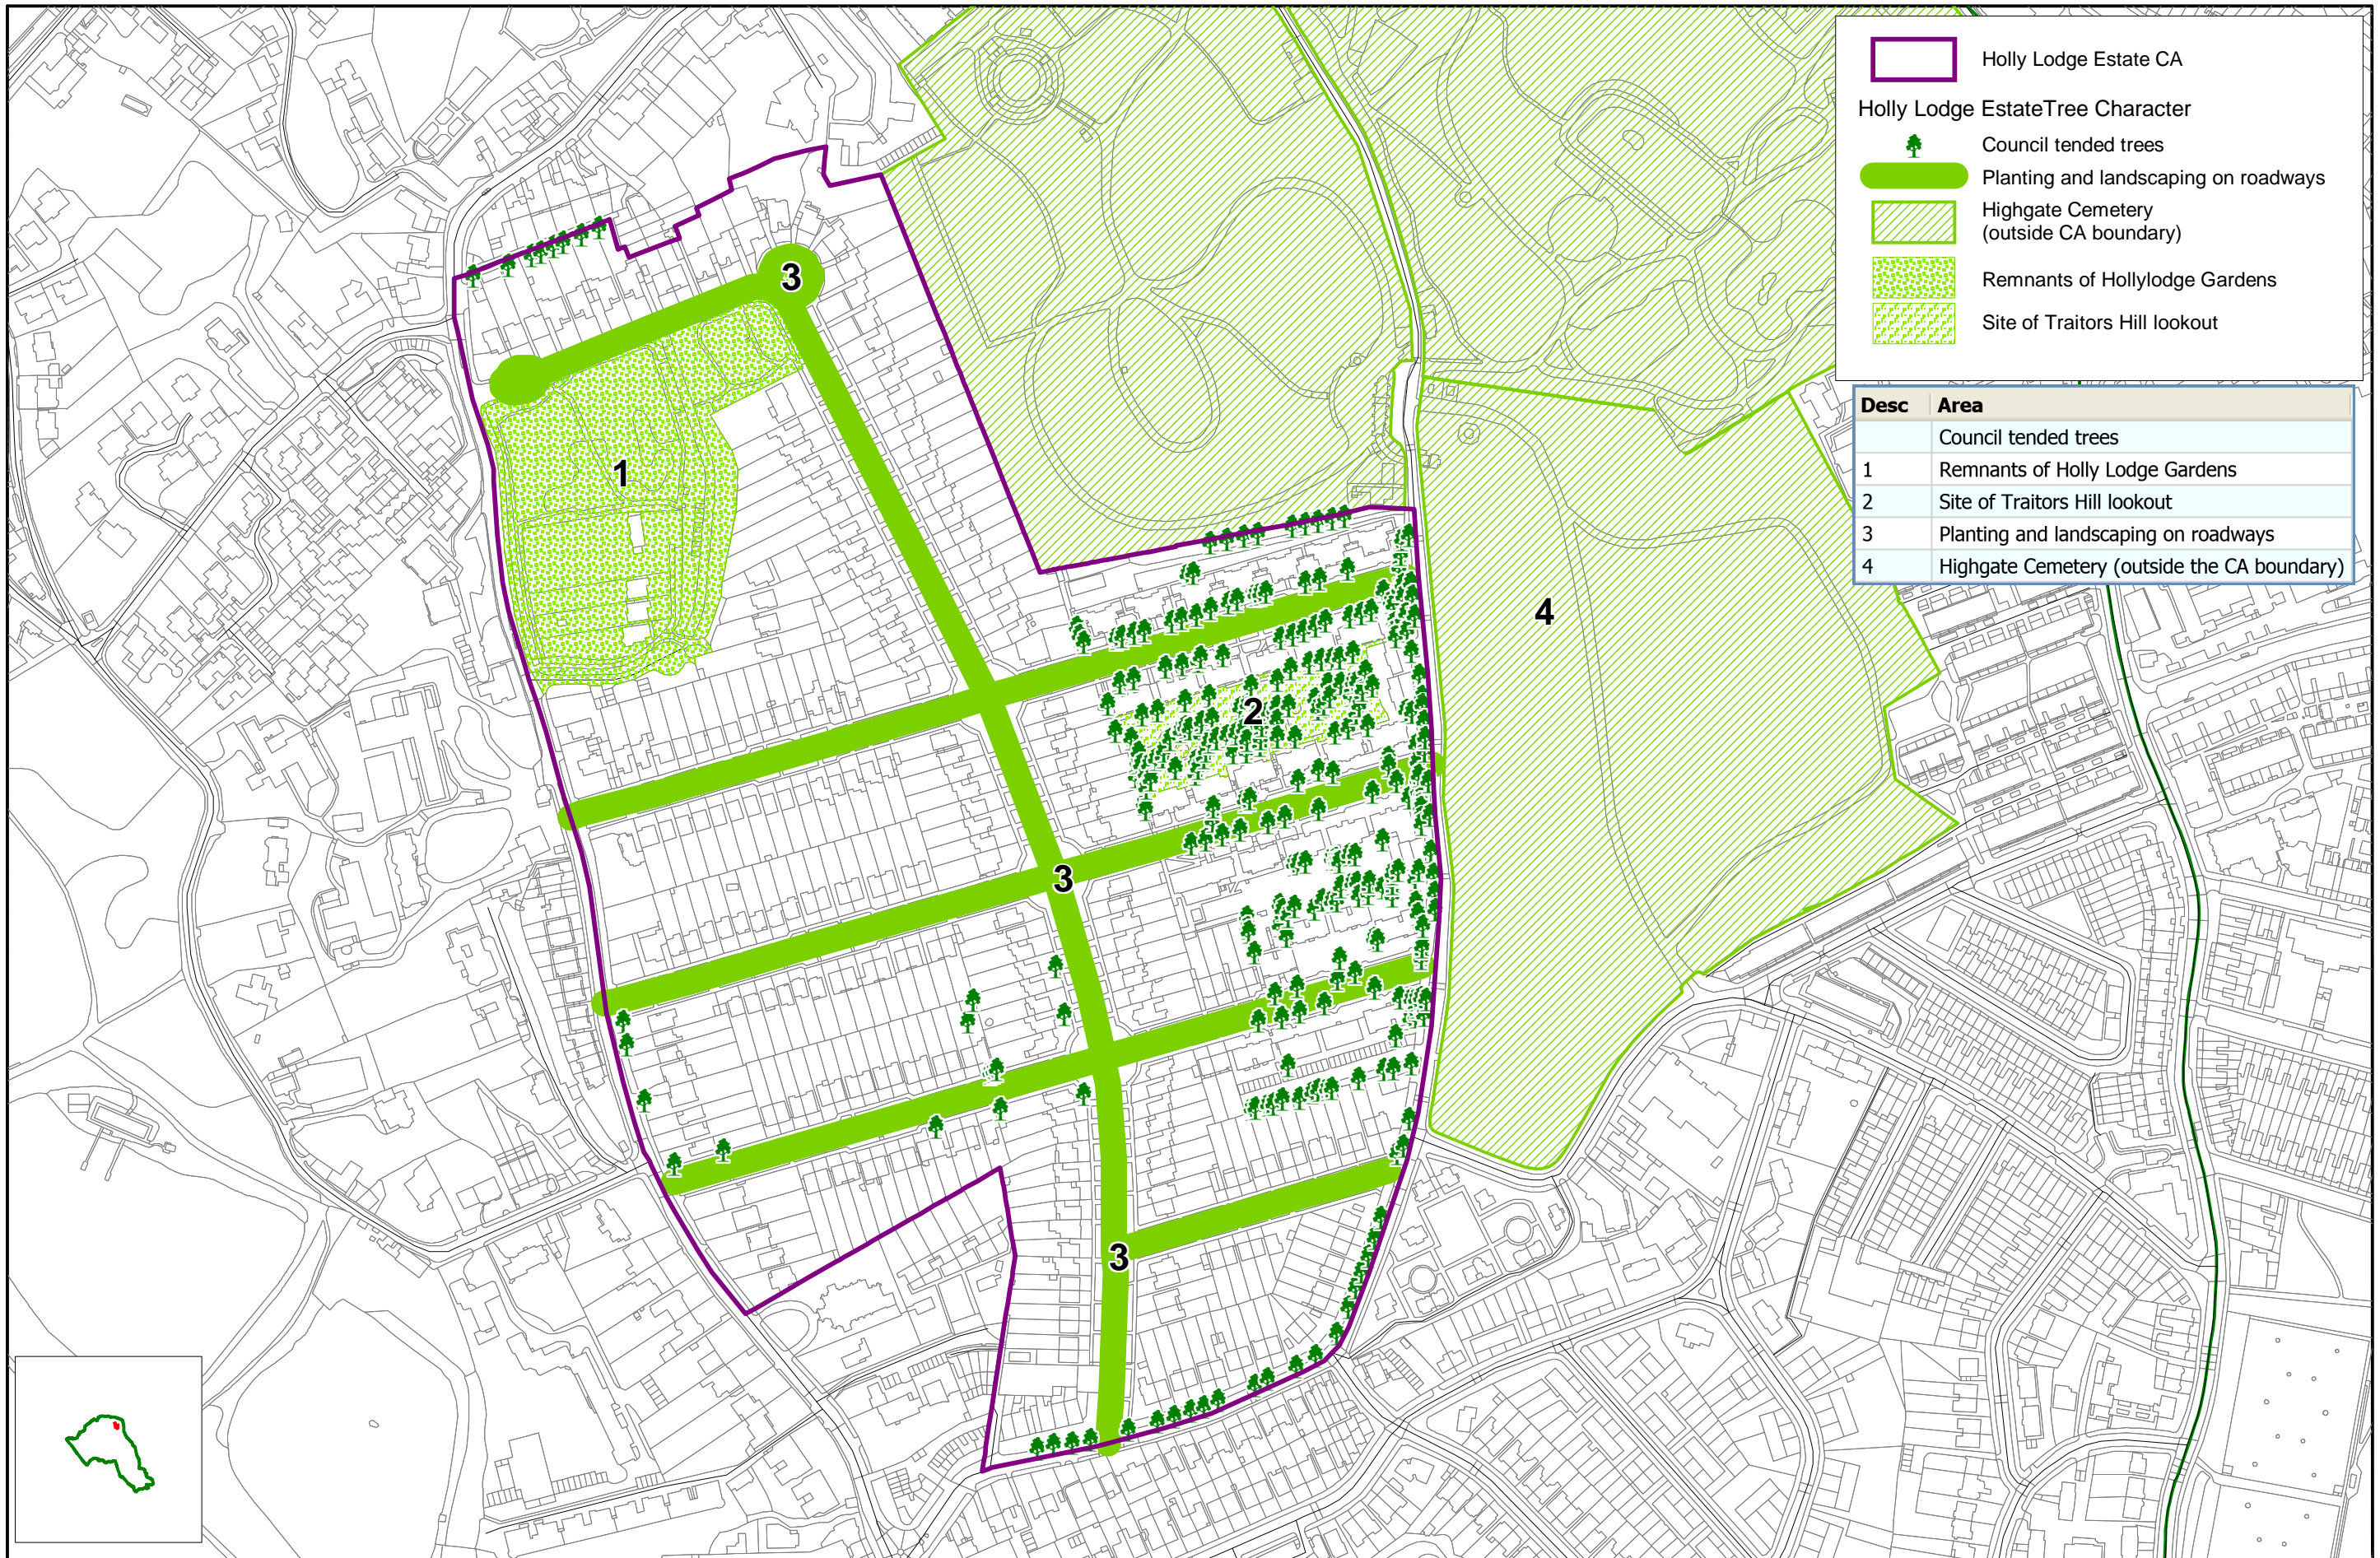 Holly Lodge Estate CA
Holly Lodge EstateTree Character
Council tended trees
Planting and landscaping on roadways
Highgate Cemetery
(outside CA boundary)
Remnants of Hollylodge Gardens
Site of Traitors Hill lookout
Desc Area
Council tended trees
1 Remnants of Holly Lodge Gardens
2 Site of Traitors Hill lookout
3 Planting and landscaping on roadways
4 Highgate Cemetery (outside the CA boundary)
3
1
4
2
3
3